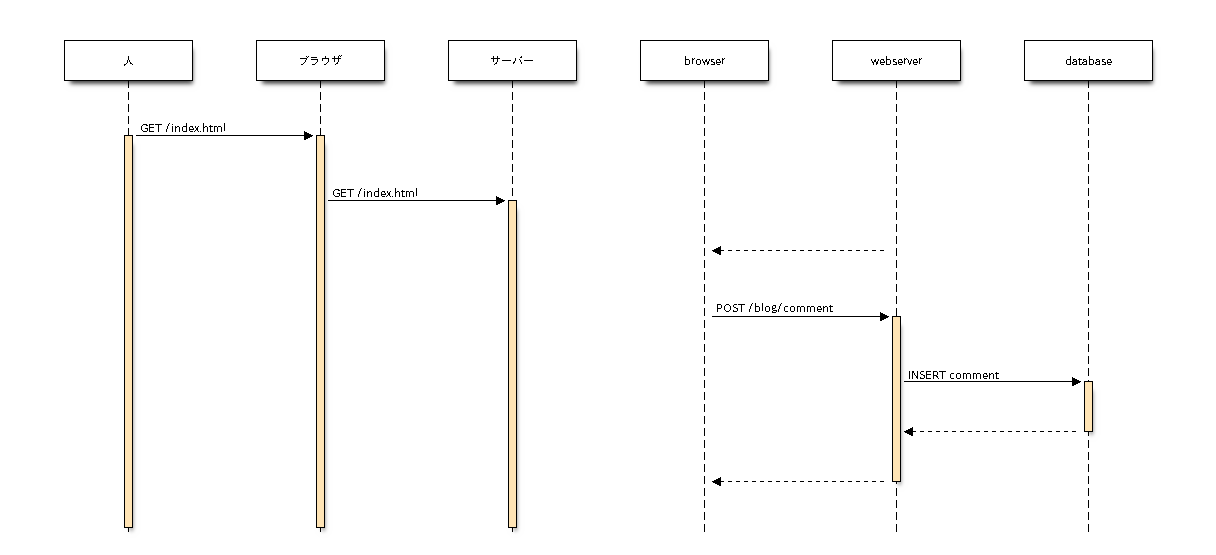 人
ブラウザ
サーバー
browser
webserver
database
GET /index.html
GET /index.html
POST /blog/comment
INSERT comment